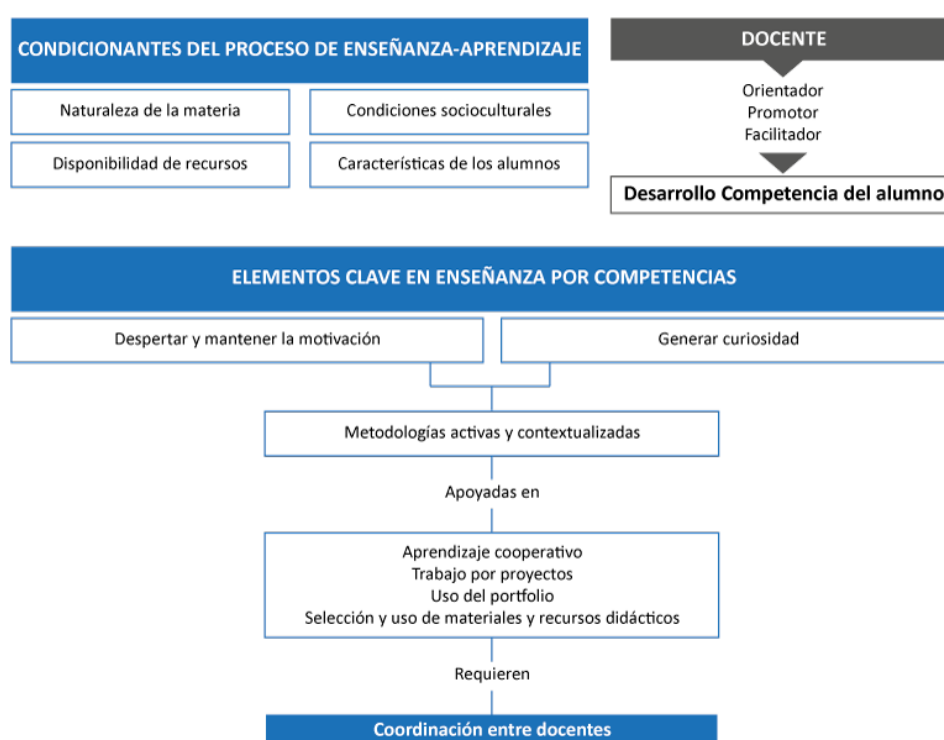 CONDICIONANTES DEL PROCESO DE ENSEÑANZA-APRENDIZAJE
Naturaleza de la materia
Condiciones socioculturales
Disponibilidad de recursos
Características de los alumnos
DOCENTE
Orientador
Promotor
Facilitador
Desarrollo Competencia del alumno
ELEMENTOS CLAVE EN ENSEÑANZA POR COMPETENCIAS
Despertar y mantener la motivación
Generar curiosidad
Metodologías activas y contextualizadas
Apoyadas en
Aprendizaje cooperativo
Trabajo por proyectos
Uso del portfolio
Selección y uso de materiales y recursos didácticos
Requieren
Coordinación entre docentes